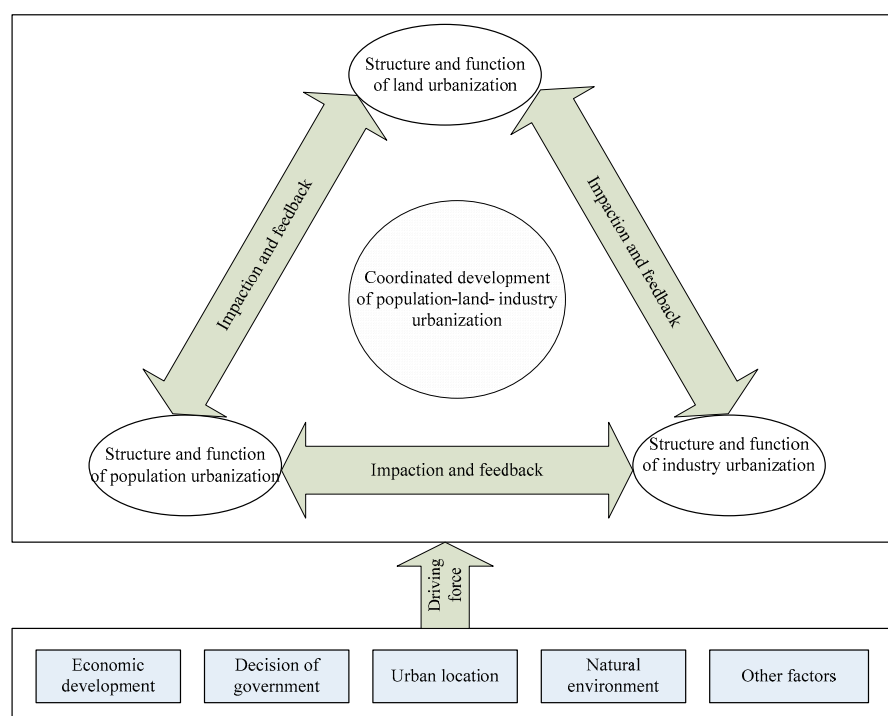 Structure and function
of land urbanization
Impaction and feedback
Impaction and feedback
Coordinated development
of population-land- industry
urbanization
Structure and function
of population urbanization
Impaction and feedback
Structure and function
of industry urbanization
Driving
force
Economic
development
Decision of
government
Urban location
Natural
environment
Other factors